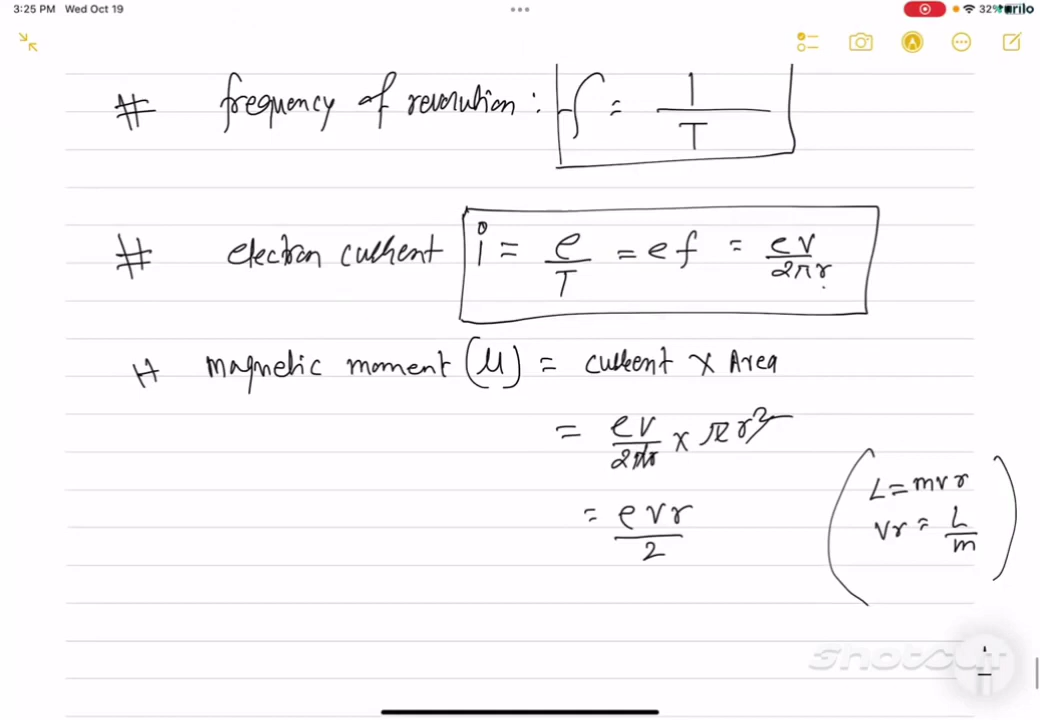 3:25 PM Wed Oct 19
32%
# frequency of revolution : f = 1/T
# electron current i = e/T = ef = ev/2πr
# magnetic moment (μ) = current × Area
= ev/2πr × πr²
= evr/2
(L = mvr
vr = L/m)
shotcut